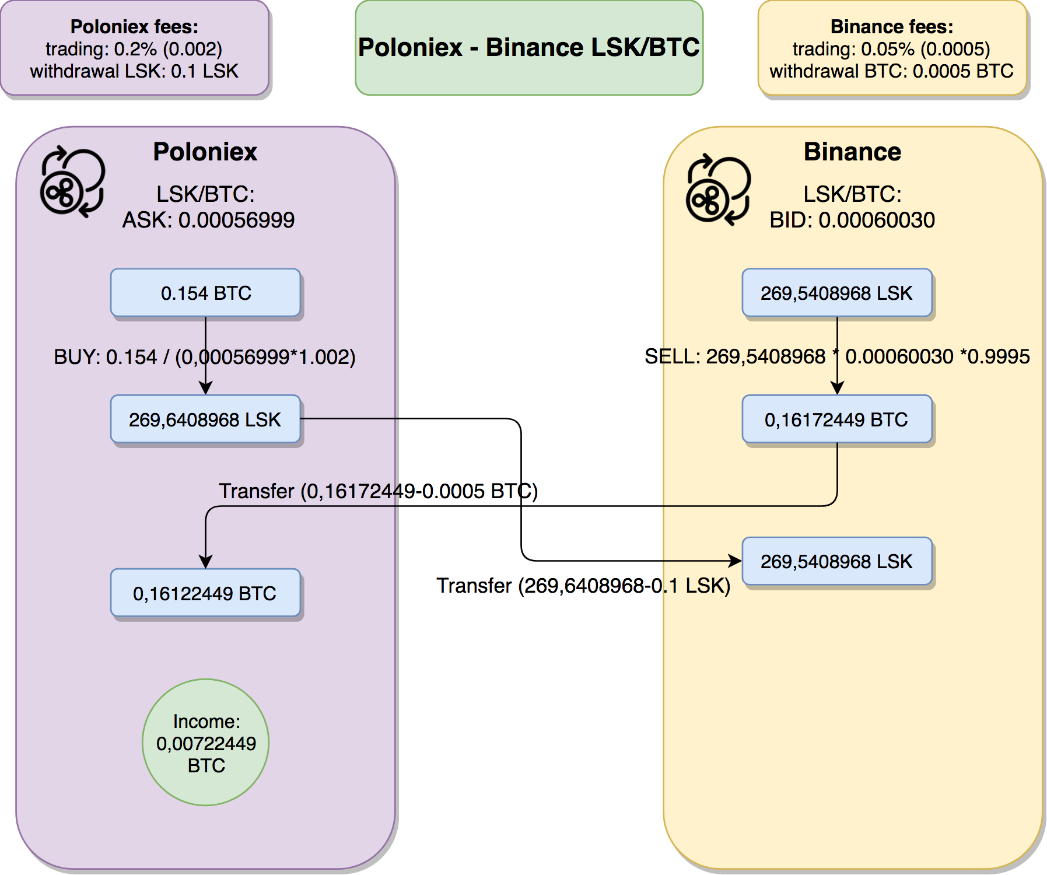 Poloniex fees:
trading: 0.2% (0.002)
withdrawal LSK: 0.1 LSK
Poloniex - Binance LSK/BTC
Binance fees:
trading: 0.05% (0.0005)
withdrawal BTC: 0.0005 BTC
Poloniex
LSK/BTC:
ASK: 0.00056999
0.154 BTC
BUY: 0.154 / (0,00056999*1.002)
269,6408968 LSK
Binance
LSK/BTC:
BID: 0.00060030
269,5408968 LSK
SELL: 269,5408968 * 0.00060030 *0.9995
0,16172449 BTC
Transfer (0,16172449-0.0005 BTC)
269,5408968 LSK
Transfer (269,6408968-0.1 LSK)
0,16122449 BTC
Income:
0,00722449
BTC